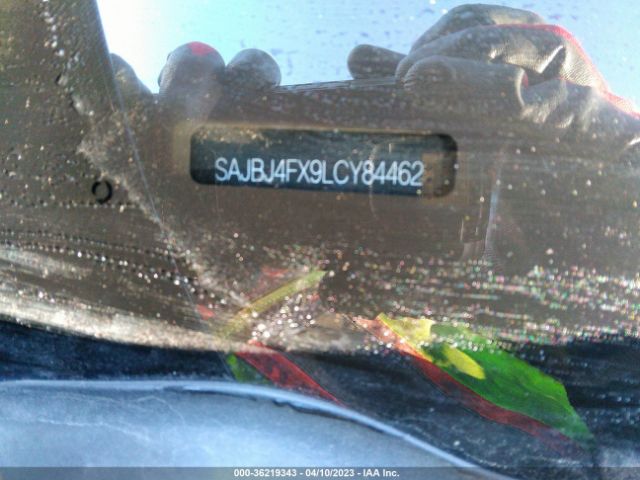 SAJBJ4FX9LCY84462
000-36219343 - 04/10/2023 - IAA Inc.